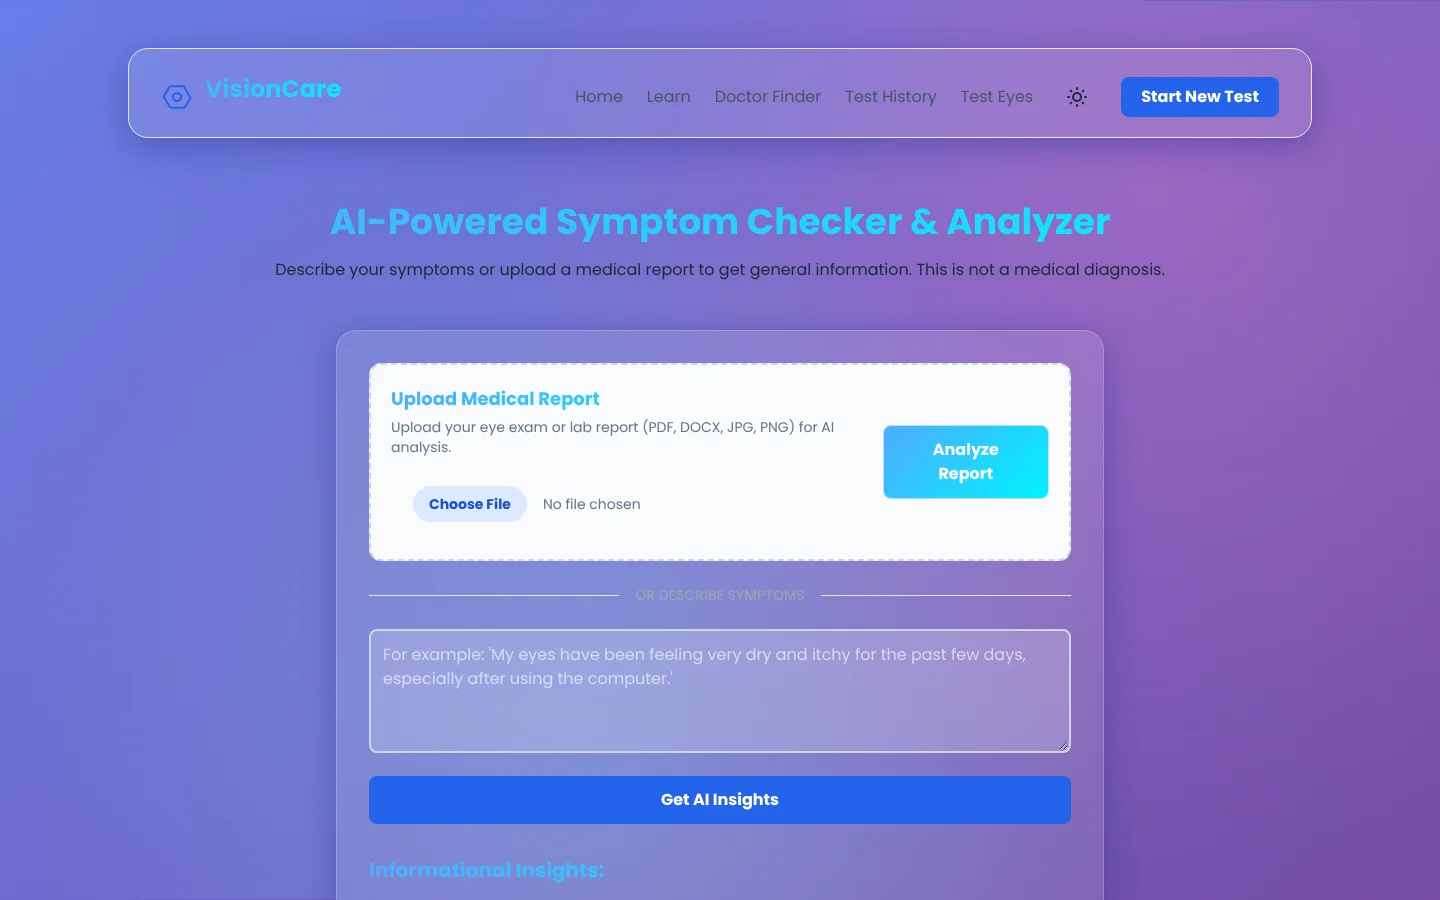 VisionCare
Home Learn Doctor Finder Test History Test Eyes Start New Test
AI-Powered Symptom Checker & Analyzer
Describe your symptoms or upload a medical report to get general information. This is not a medical diagnosis.
Upload Medical Report
Upload your eye exam or lab report (PDF, DOCX, JPG, PNG) for AI
analysis.
Analyze
Report
Choose File No file chosen
OR DESCRIBE SYMPTOMS
For example: 'My eyes have been feeling very dry and itchy for the past few days,
especially after using the computer.'
Get AI Insights
Informational Insights: